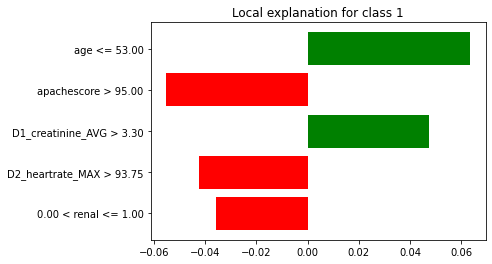 Local explanation for class 1
age <= 53.00
apachescore > 95.00
D1_creatinine_AVG > 3.30
D2_heartrate_MAX > 93.75
0.00 < renal <= 1.00
−0.06 −0.04 −0.02 0.00 0.02 0.04 0.06